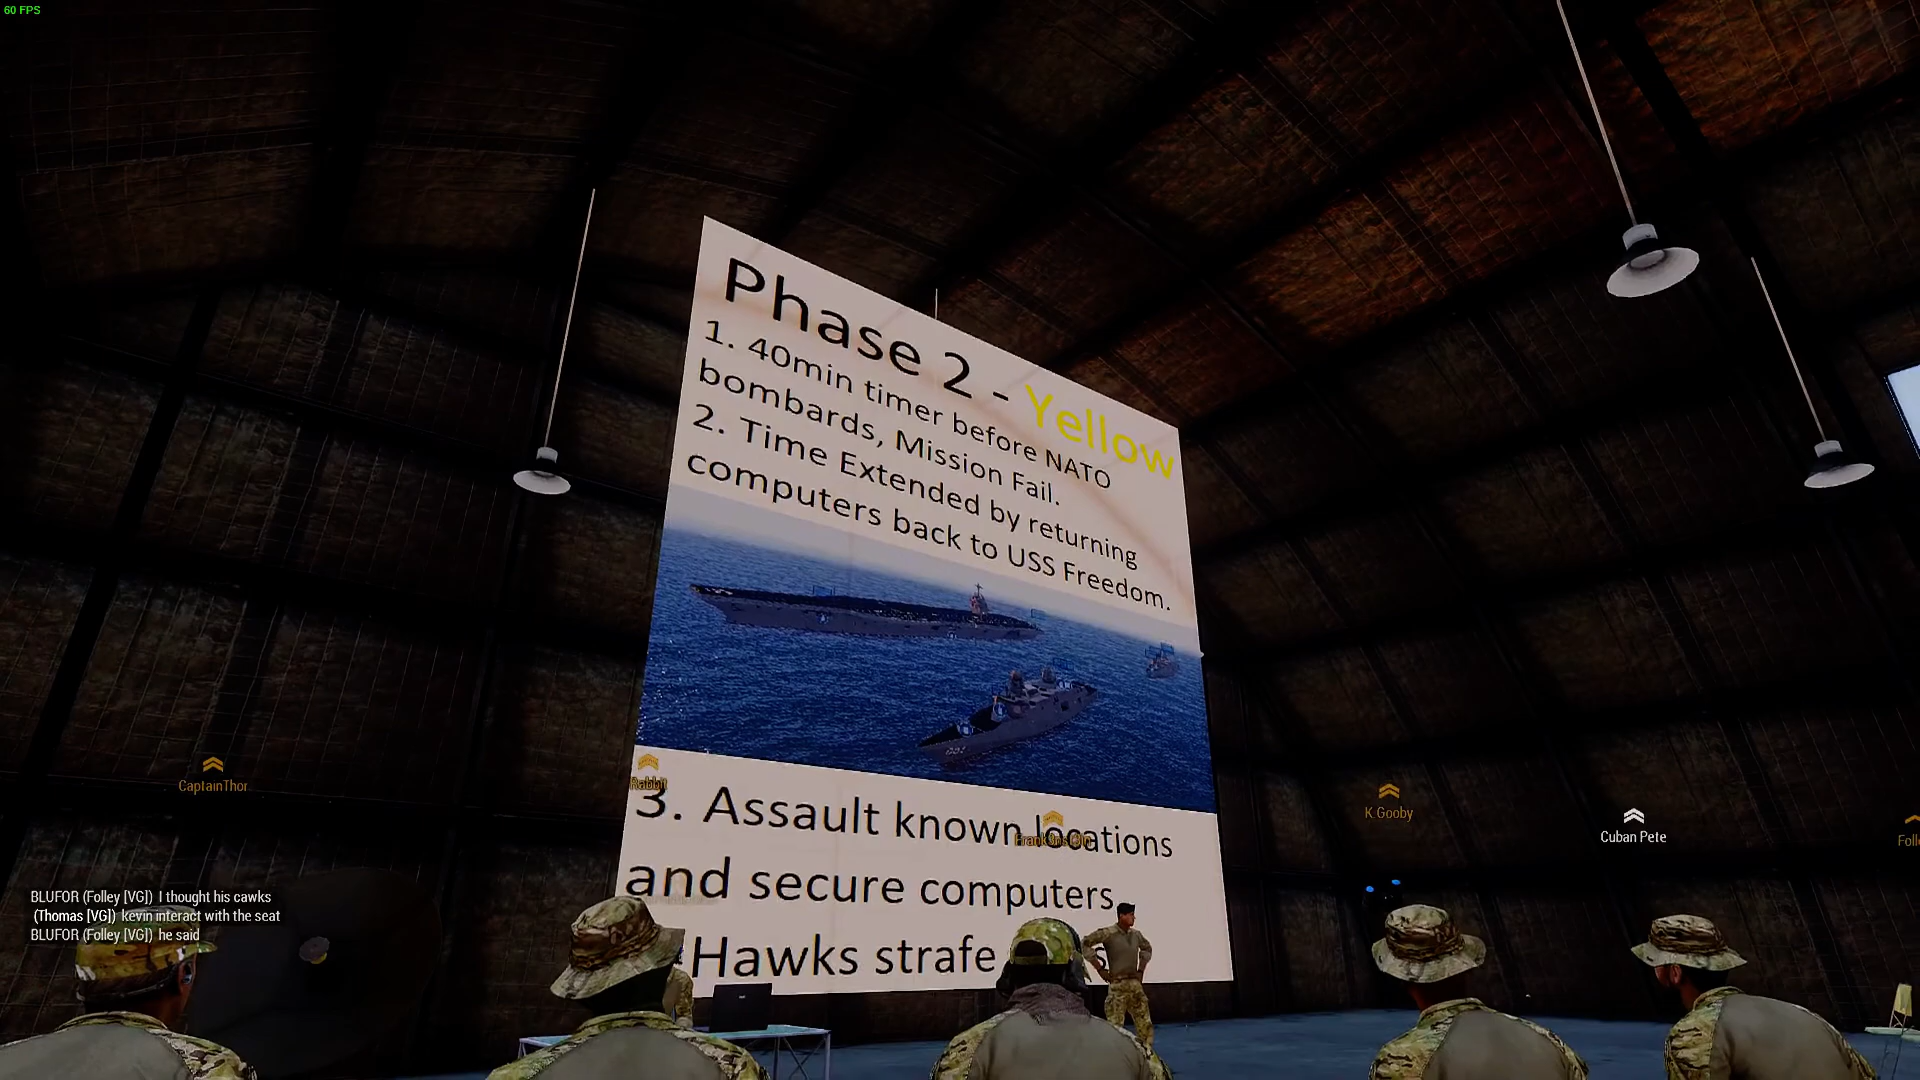 60 FPS
Phase 2 - Yellow
1. 40min timer before NATO
bombards, Mission Fail.
2. Time Extended by returning
computers back to USS Freedom.
CaptainThor
Rabbit
K.Gooby
Cuban Pete
3. Assault known locations
and secure computers
Hawks strafe
BLUFOR (Folley [VG]) I thought his cawks
(Thomas [VG]) kevin interact with the seat
BLUFOR (Folley [VG]) he said